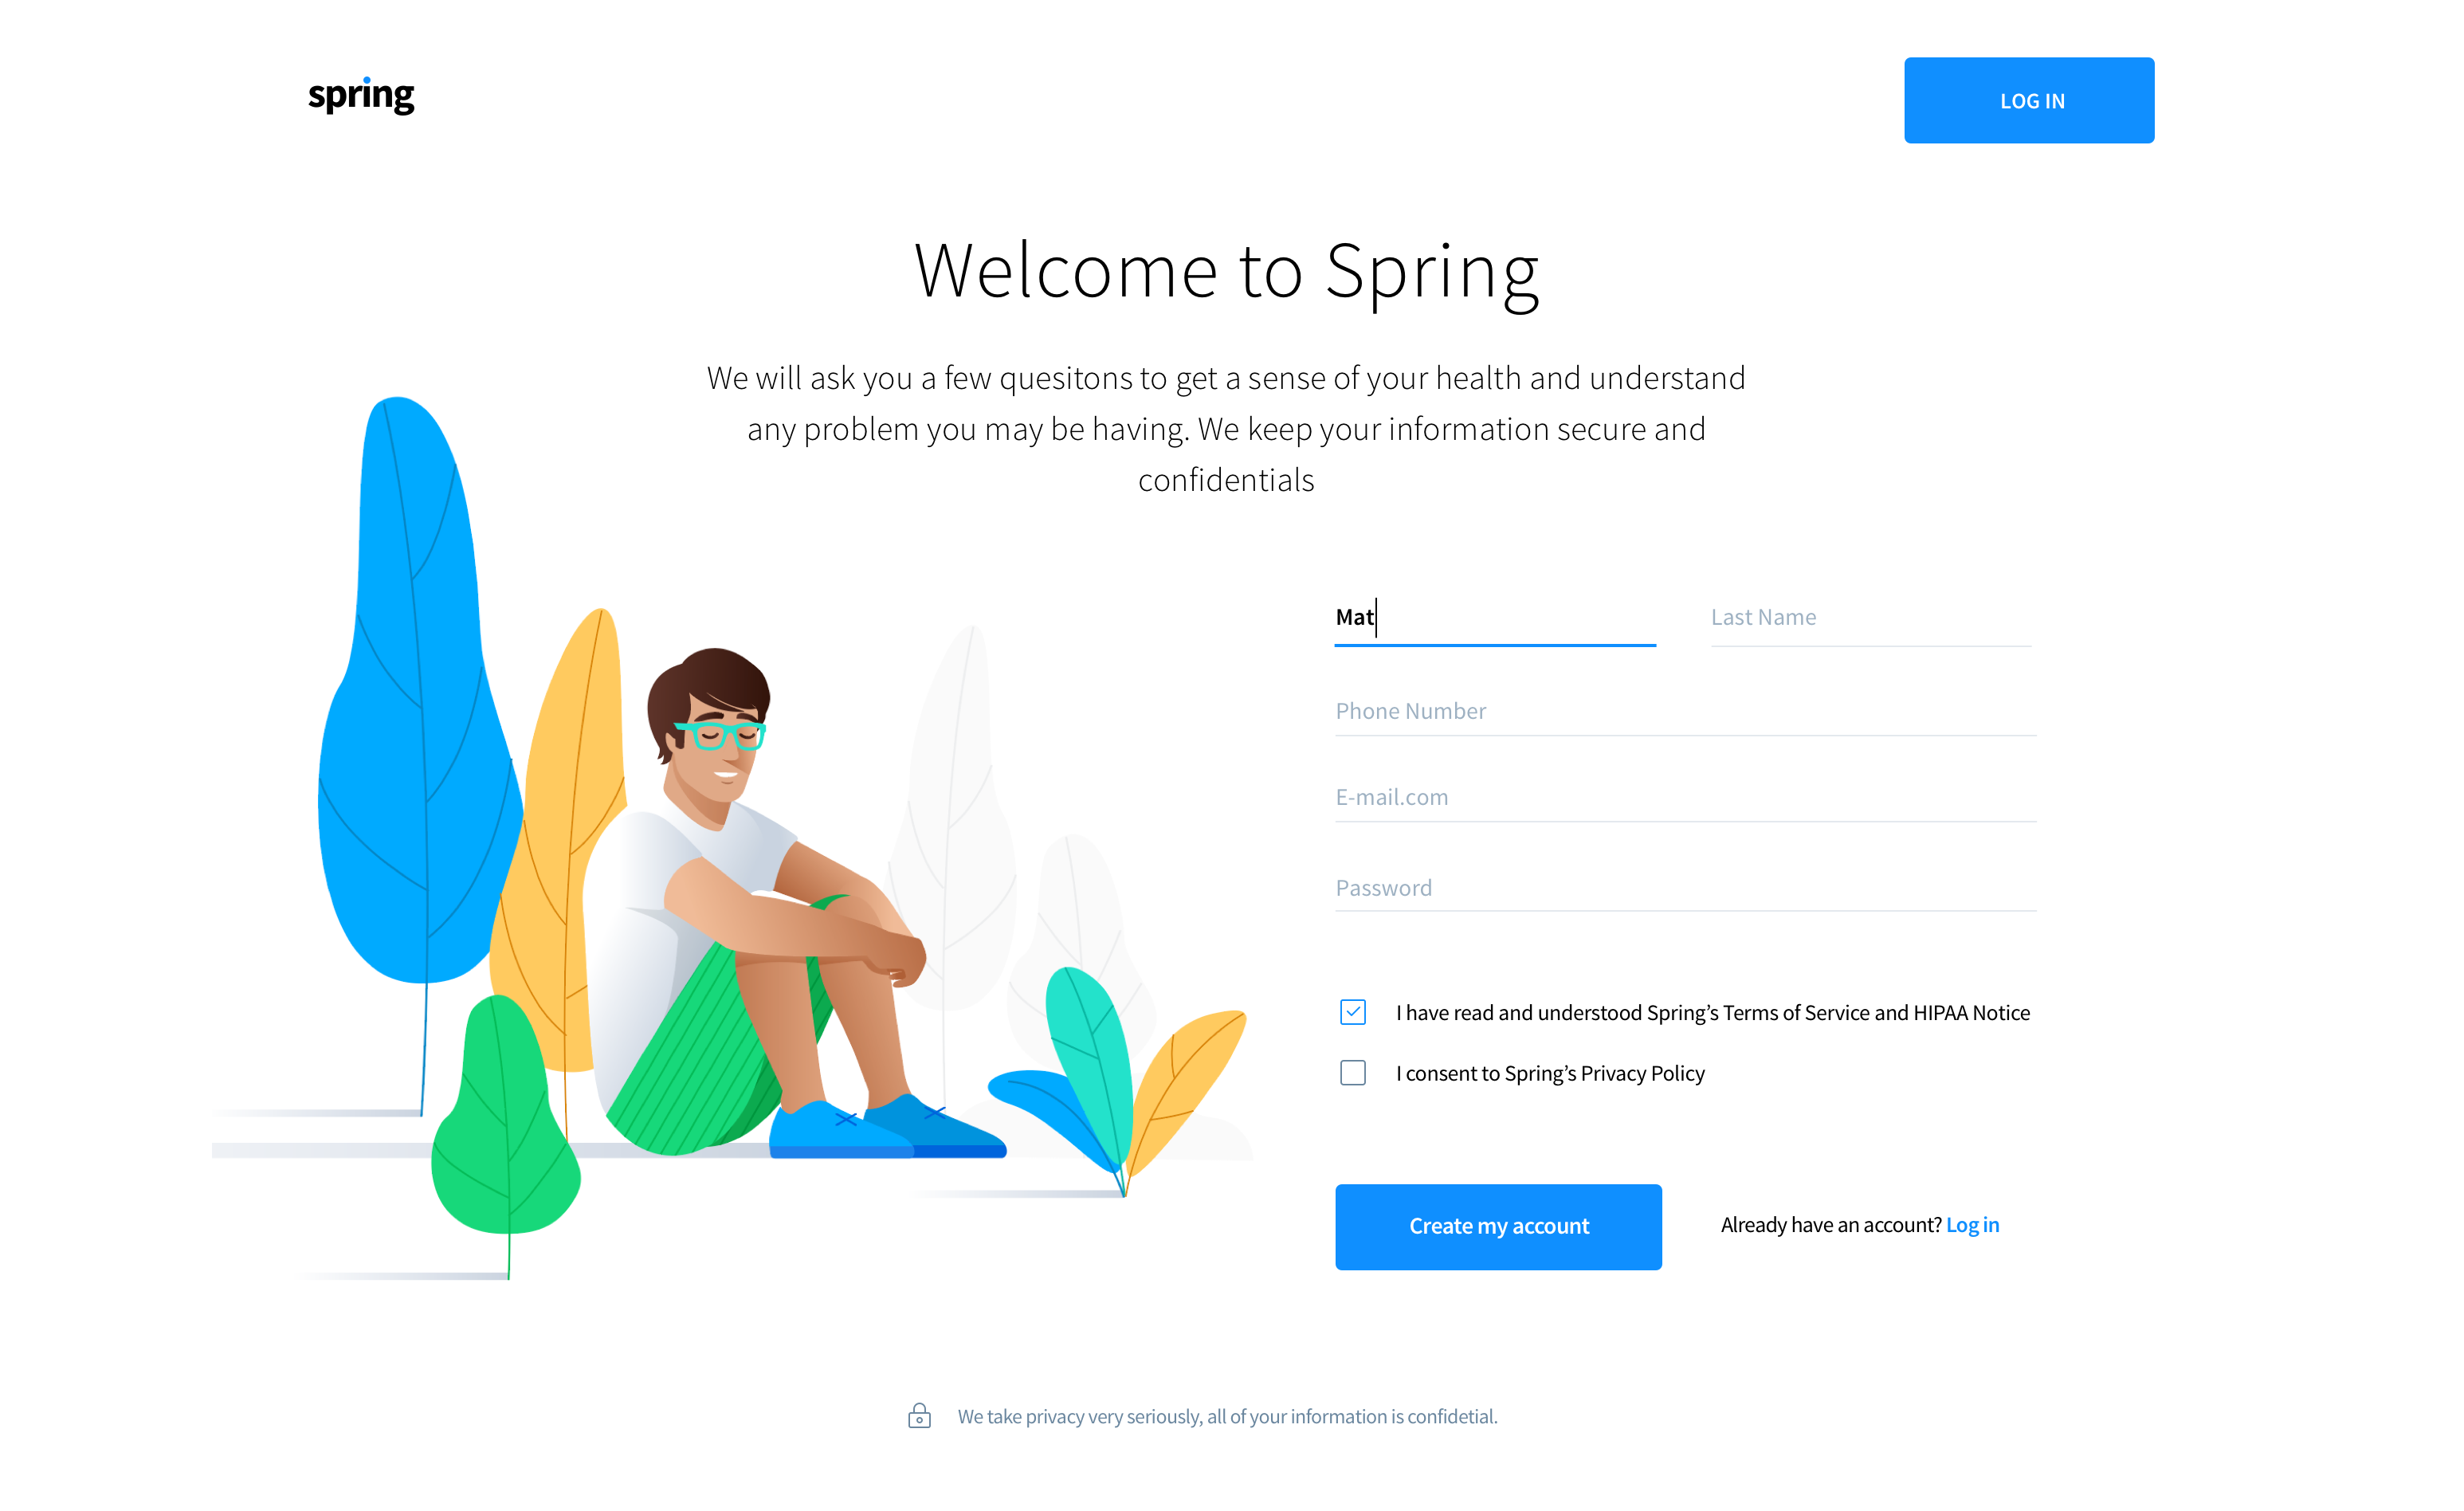 spring
LOG IN
Welcome to Spring
We will ask you a few quesitons to get a sense of your health and understand
any problem you may be having. We keep your information secure and
confidentials
Mat
Last Name
Phone Number
E-mail.com
Password
I have read and understood Spring’s Terms of Service and HIPAA Notice
I consent to Spring’s Privacy Policy
Create my account
Already have an account? Log in
We take privacy very seriously, all of your information is confidetial.